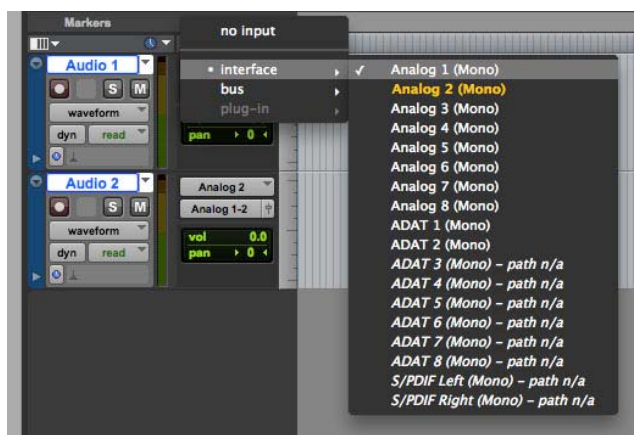 Markers
no input
Audio 1
S M
waveform
dyn read
pan 0
interface
bus
plug-in
✓ Analog 1 (Mono)
Analog 2 (Mono)
Analog 3 (Mono)
Analog 4 (Mono)
Analog 5 (Mono)
Analog 6 (Mono)
Analog 7 (Mono)
Analog 8 (Mono)
ADAT 1 (Mono)
ADAT 2 (Mono)
ADAT 3 (Mono) – path n/a
ADAT 4 (Mono) – path n/a
ADAT 5 (Mono) – path n/a
ADAT 6 (Mono) – path n/a
ADAT 7 (Mono) – path n/a
ADAT 8 (Mono) – path n/a
S/PDIF Left (Mono) – path n/a
S/PDIF Right (Mono) – path n/a
Audio 2
S M
waveform
dyn read
Analog 2
Analog 1-2
vol 0.0
pan 0